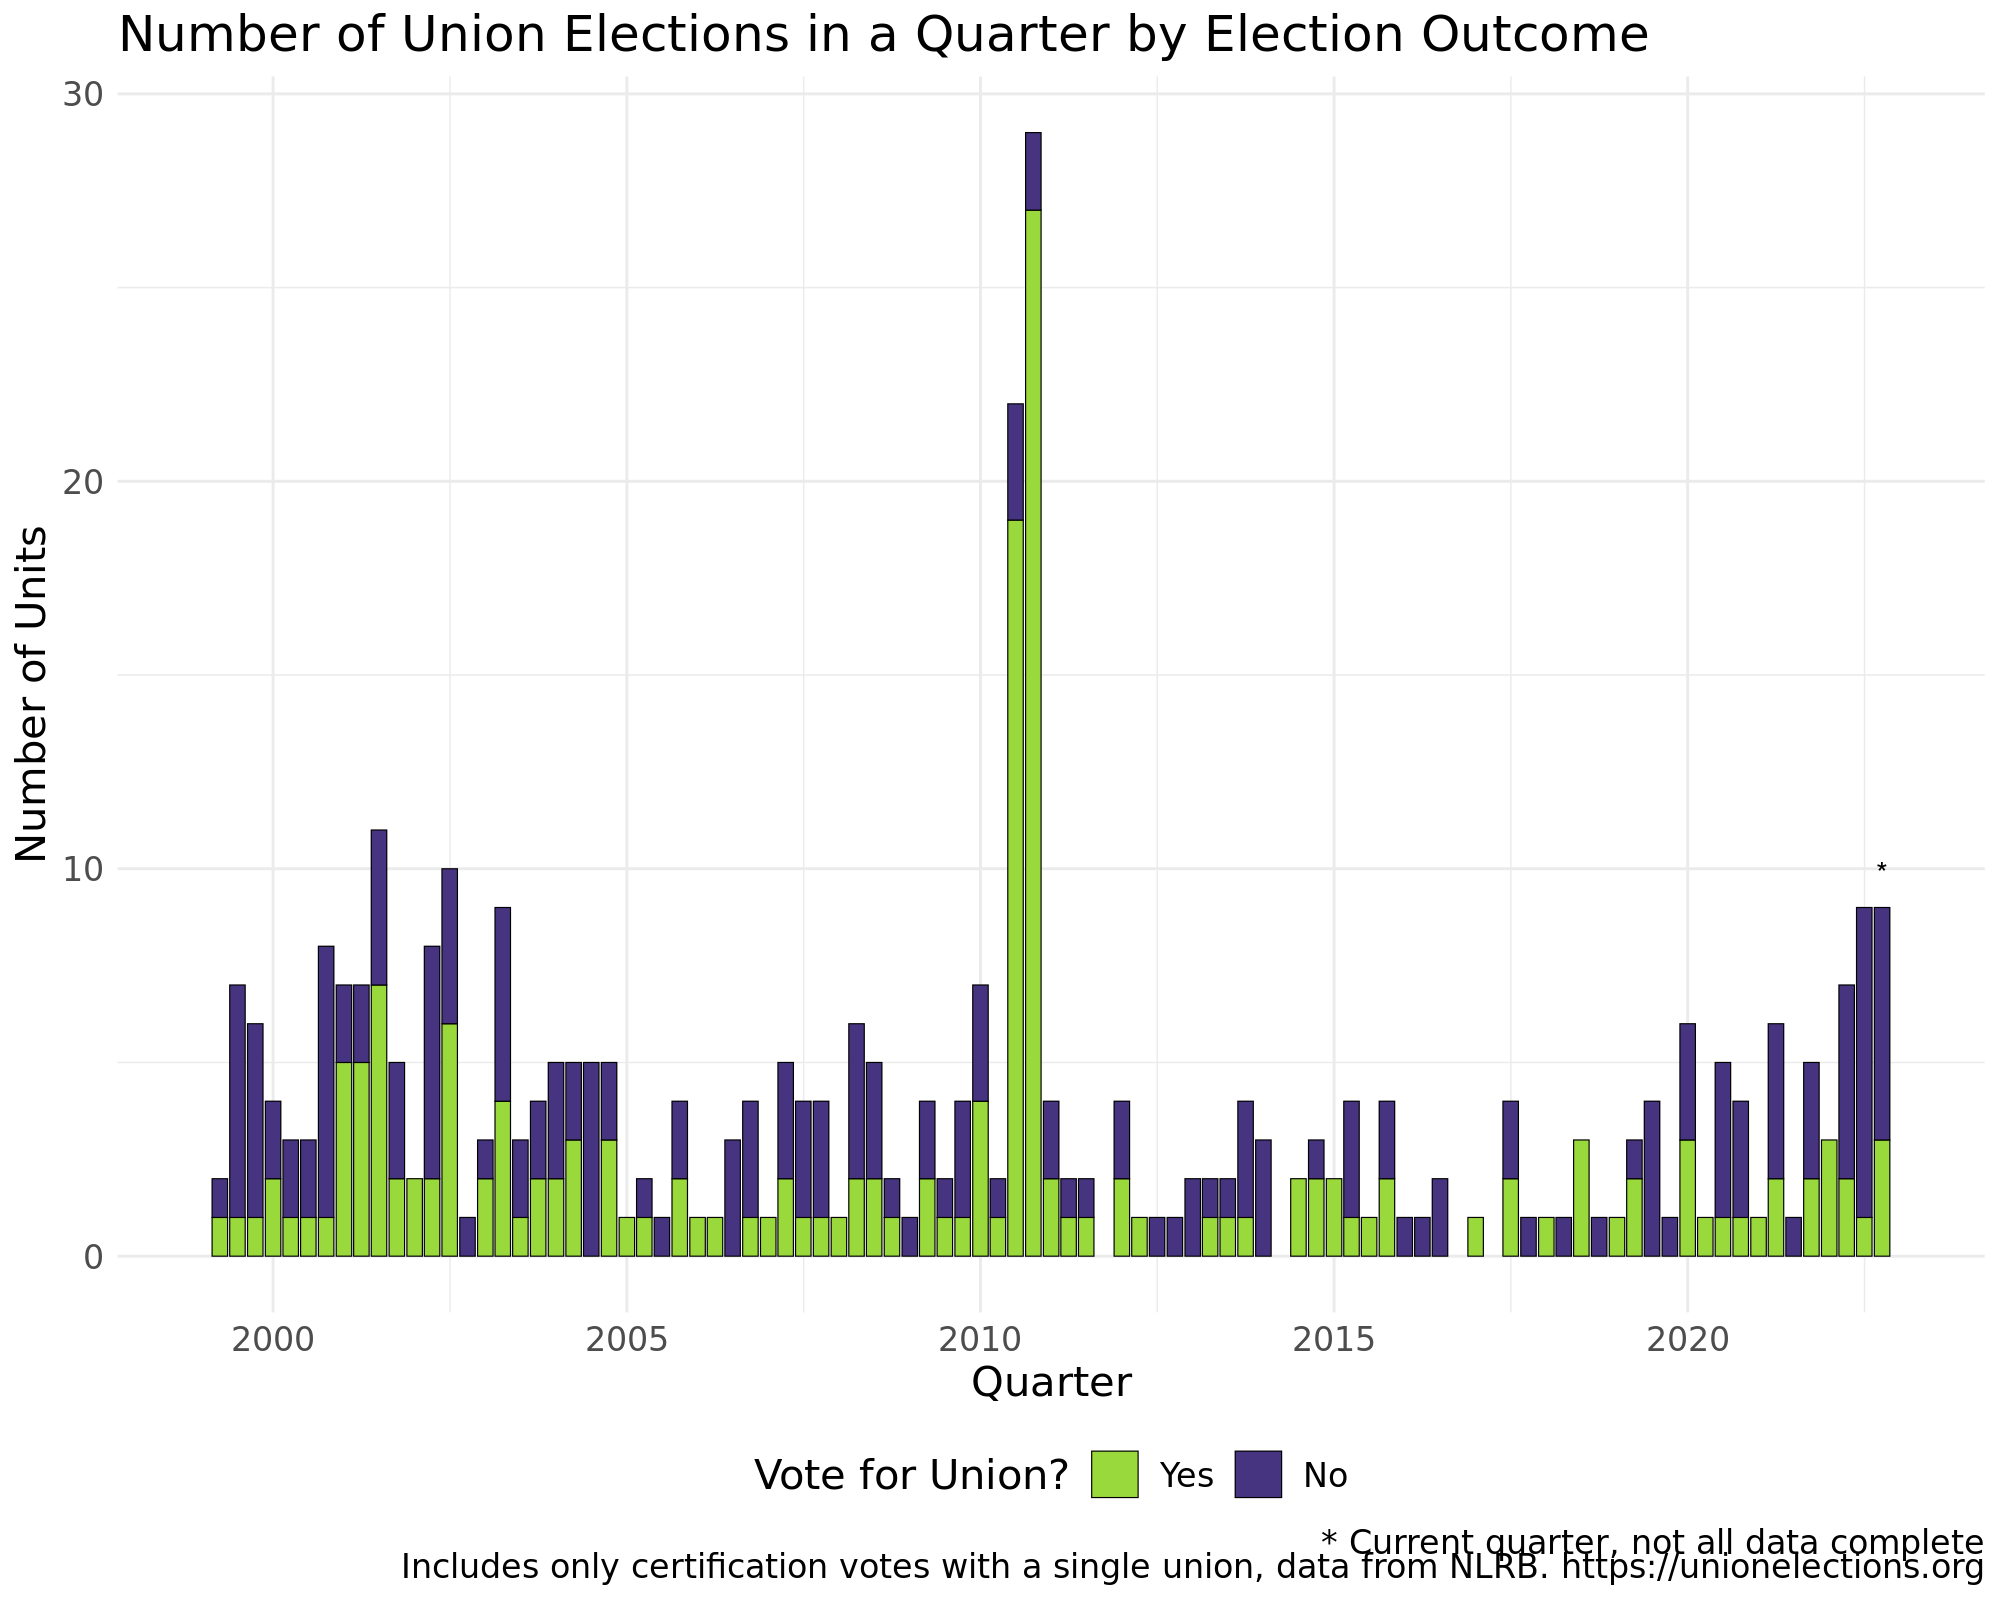 Number of Union Elections in a Quarter by Election Outcome
30
20
10
0
Number of Units
*
2000 2005 2010 2015 2020
Quarter
Vote for Union? Yes No
* Current quarter, not all data complete
Includes only certification votes with a single union, data from NLRB. https://unionelections.org